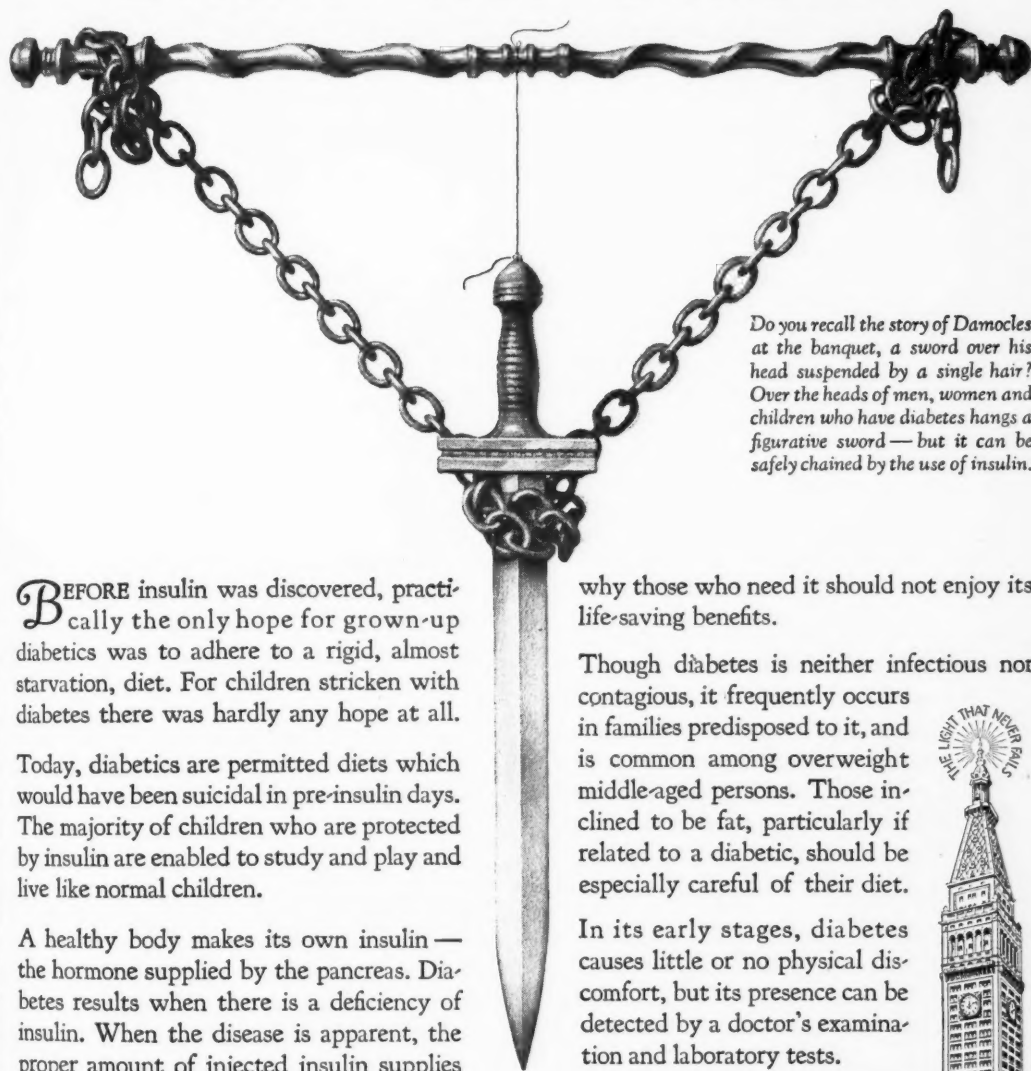 Do you recall the story of Damocles
at the banquet, a sword over his
head suspended by a single hair?
Over the heads of men, women and
children who have diabetes hangs a
figurative sword — but it can be
safely chained by the use of insulin.
BEFORE insulin was discovered, practi-
cally the only hope for grown-up
diabetics was to adhere to a rigid, almost
starvation, diet. For children stricken with
diabetes there was hardly any hope at all.
Today, diabetics are permitted diets which
would have been suicidal in pre-insulin days.
The majority of children who are protected
by insulin are enabled to study and play and
live like normal children.
A healthy body makes its own insulin —
the hormone supplied by the pancreas. Dia-
betes results when there is a deficiency of
insulin. When the disease is apparent, the
proper amount of injected insulin supplies
why those who need it should not enjoy its
life-saving benefits.
Though diabetes is neither infectious nor
contagious, it frequently occurs
in families predisposed to it, and
is common among overweight
middle-aged persons. Those in-
clined to be fat, particularly if
related to a diabetic, should be
especially careful of their diet.
In its early stages, diabetes
causes little or no physical dis-
comfort, but its presence can be
detected by a doctor's examina-
tion and laboratory tests.
THE LIGHT THAT NEVER FAILS